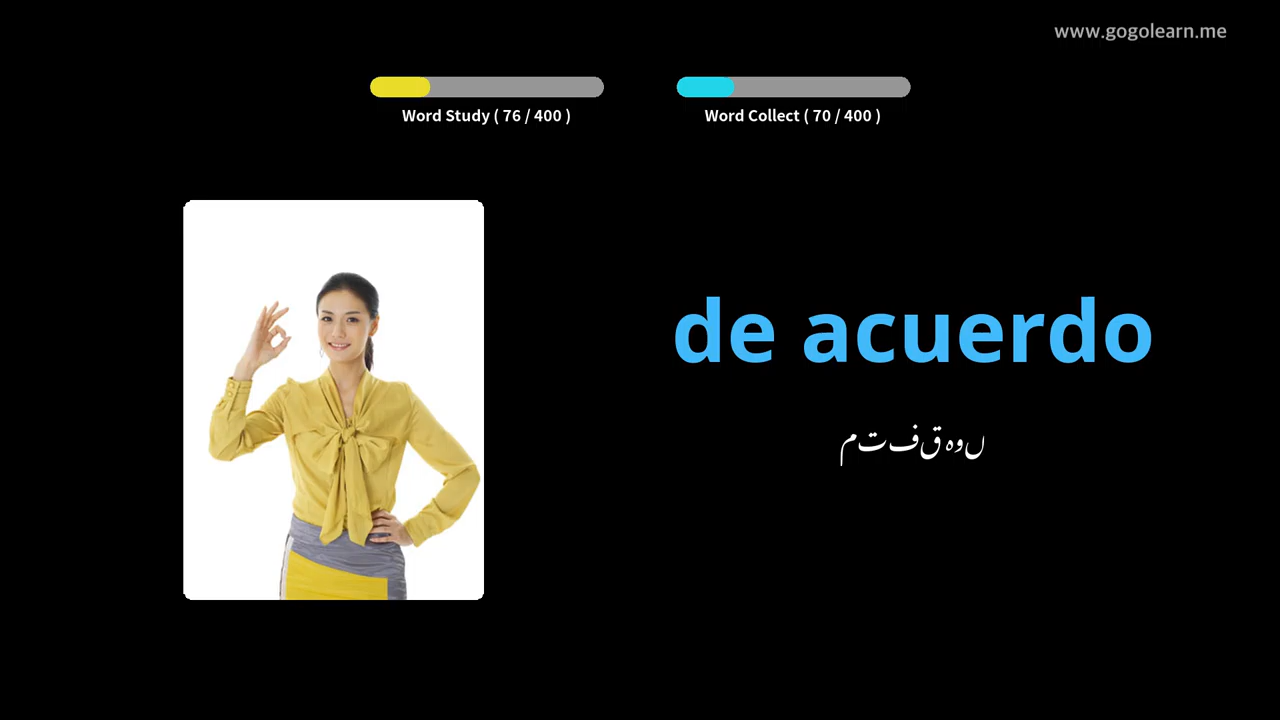 www.gogolearn.me
Word Study ( 76 / 400 )
Word Collect ( 70 / 400 )
de acuerdo
متفق ہوں